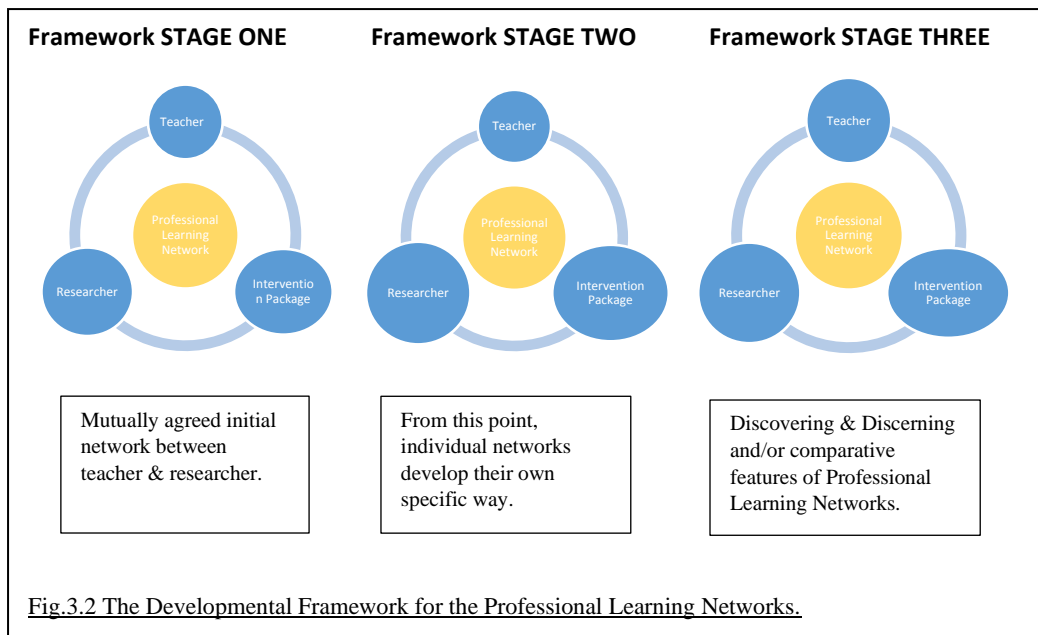 Framework STAGE ONE
Teacher
Professional
Learning
Network
Researcher
Interventio
n Package
Mutually agreed initial
network between
teacher & researcher.
Framework STAGE TWO
Teacher
Professional
Learning
Network
Researcher
Intervention
Package
From this point,
individual networks
develop their own
specific way.
Framework STAGE THREE
Teacher
Professional
Learning
Network
Researcher
Intervention
Package
Discovering & Discerning
and/or comparative
features of Professional
Learning Networks.
Fig.3.2 The Developmental Framework for the Professional Learning Networks.